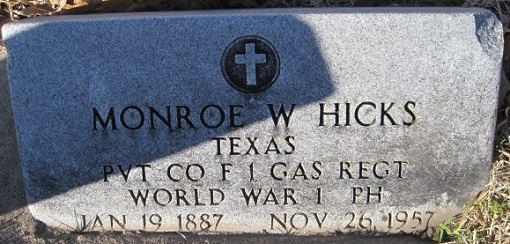 MONROE W HICKS
TEXAS
PVT CO F 1 GAS REGT
WORLD WAR I PH
JAN 19 1887 NOV 26 1957